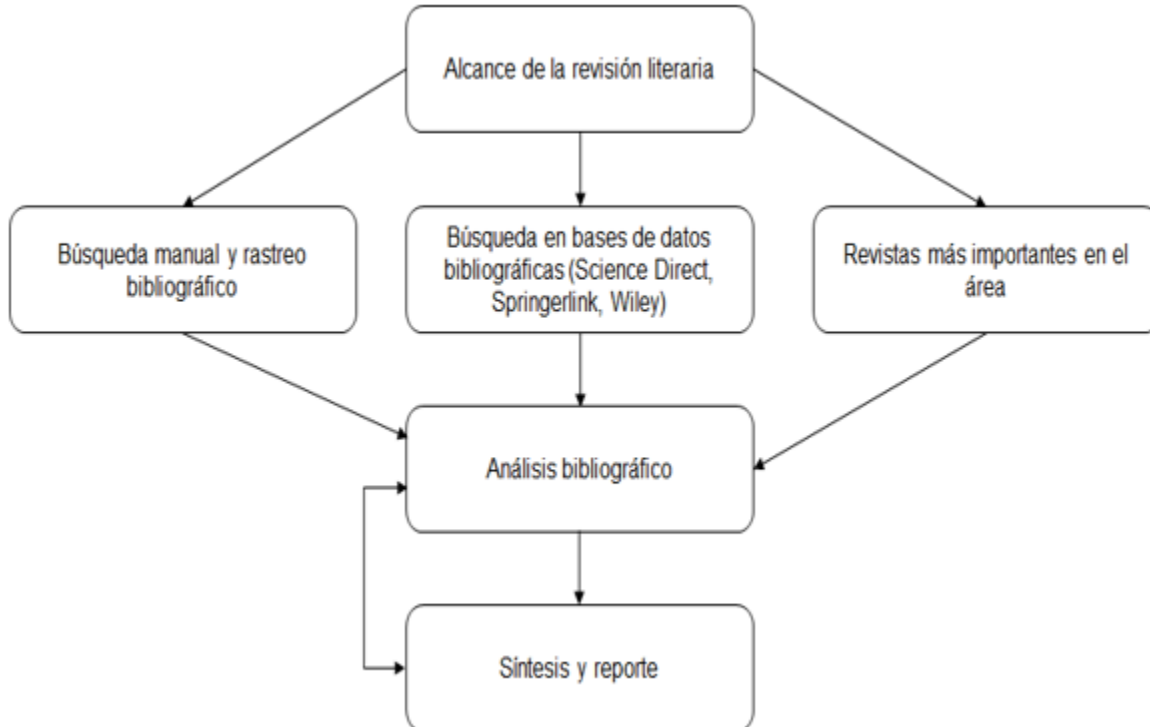 Alcance de la revisión literaria
Búsqueda manual y rastreo
bibliográfico
Búsqueda en bases de datos
bibliográficas (Science Direct,
Springerlink, Wiley)
Revistas más importantes en el
área
Análisis bibliográfico
Síntesis y reporte